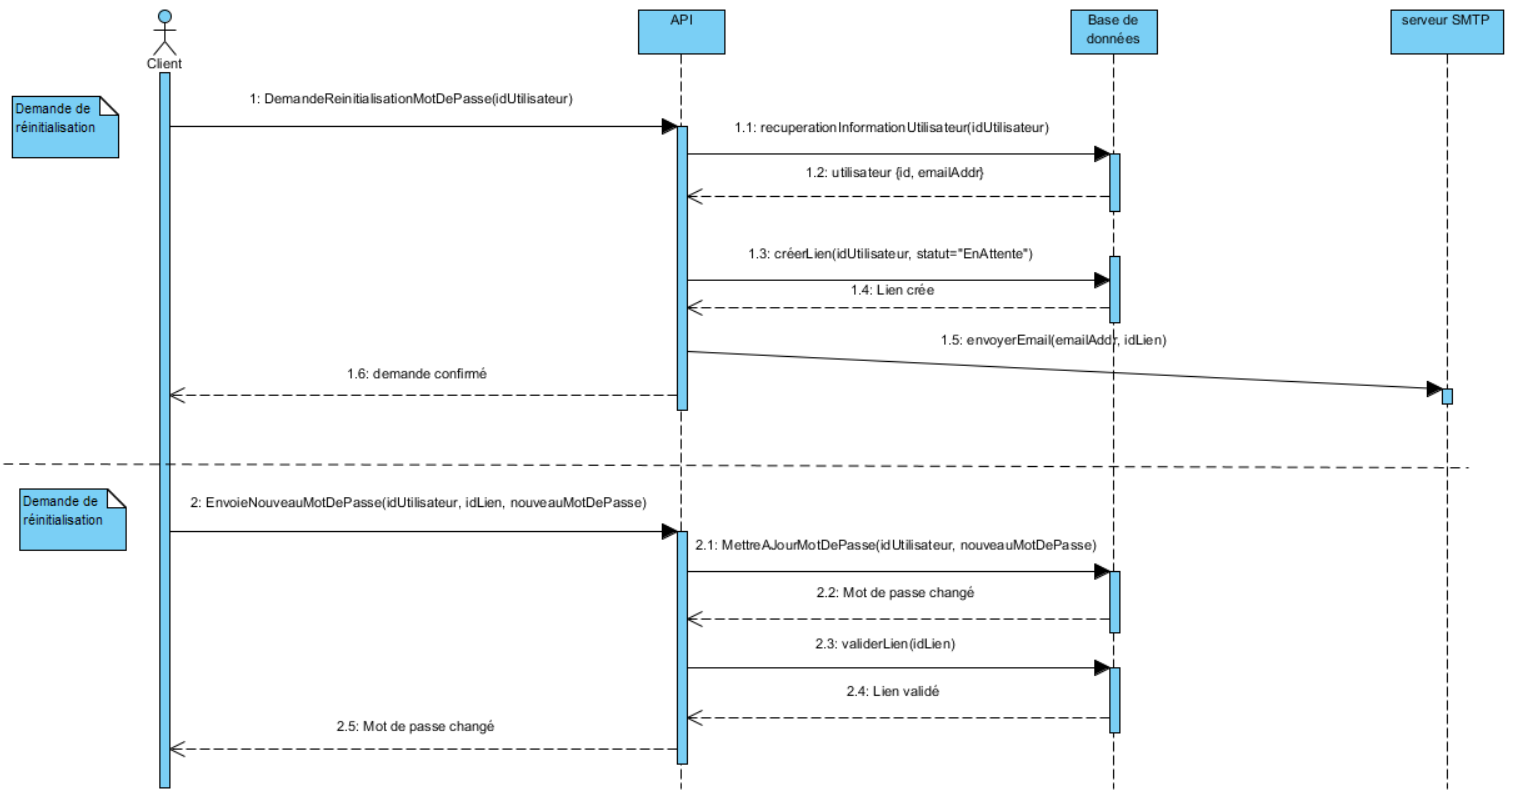 Client
API
Base de
données
serveur SMTP
Demande de
réinitialisation
1: DemandeReinitialisationMotDePasse(idUtilisateur)
1.1: recuperationInformationUtilisateur(idUtilisateur)
1.2: utilisateur {id, emailAddr}
1.3: créerLien(idUtilisateur, statut="EnAttente")
1.4: Lien crée
1.5: envoyerEmail(emailAddr, idLien)
1.6: demande confirmé
Demande de
réinitialisation
2: EnvoieNouveauMotDePasse(idUtilisateur, idLien, nouveauMotDePasse)
2.1: MettreAJourMotDePasse(idUtilisateur, nouveauMotDePasse)
2.2: Mot de passe changé
2.3: validerLien(idLien)
2.4: Lien validé
2.5: Mot de passe changé